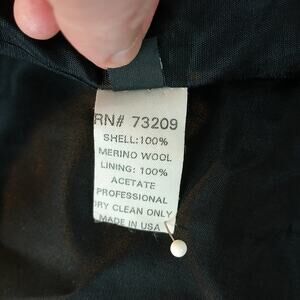 RN# 73209
SHELL:100%
MERINO WOOL
LINING: 100%
ACETATE
PROFESSIONAL
DRY CLEAN ONLY
MADE IN USA